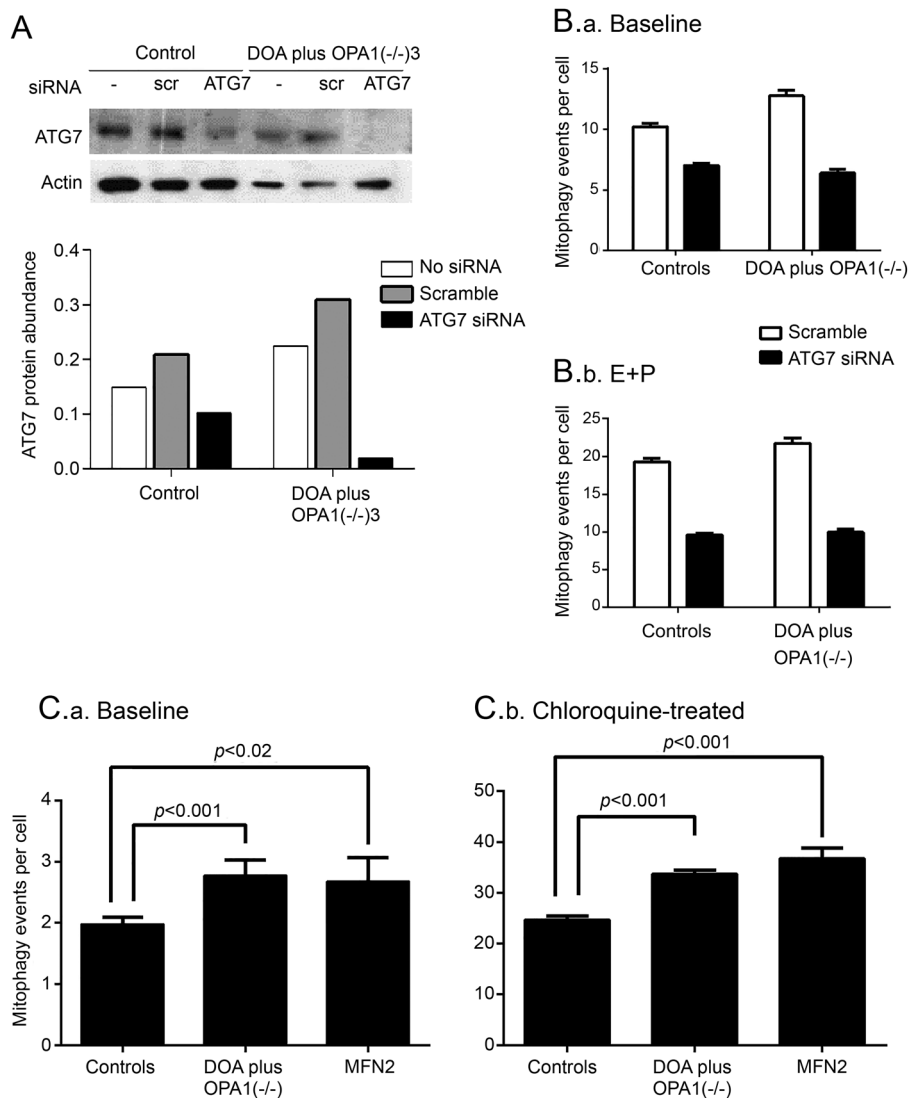 A
Control DOA plus OPA1(-/-)3
siRNA - scr ATG7 - scr ATG7
ATG7
Actin
ATG7 protein abundance
0.4
0.3
0.2
0.1
0.0
Control
DOA plus
OPA1(-/-)3
No siRNA
Scramble
ATG7 siRNA
B.a. Baseline
Mitophagy events per cell
15
10
5
0
Controls DOA plus OPA1(-/-)
Scramble
ATG7 siRNA
B.b. E+P
Mitophagy events per cell
25
20
15
10
5
0
Controls
DOA plus
OPA1(-/-)
C.a. Baseline
p<0.02
p<0.001
Mitophagy events per cell
4
3
2
1
0
Controls
DOA plus
OPA1(-/-)
MFN2
C.b. Chloroquine-treated
p<0.001
p<0.001
50
40
30
20
10
0
Controls
DOA plus
OPA1(-/-)
MFN2